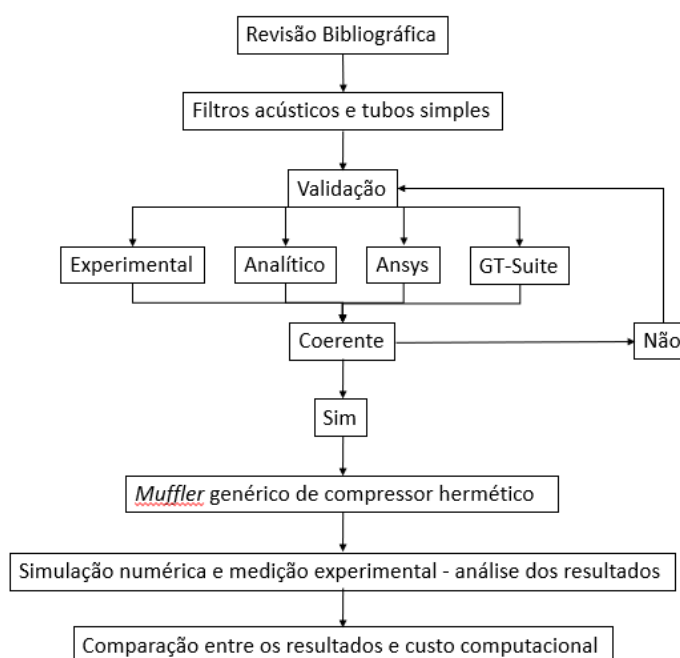 Revisão Bibliográfica
Filtros acústicos e tubos simples
Validação
Experimental
Analítico
Ansys
GT-Suite
Coerente
Não
Sim
Muffler genérico de compressor hermético
Simulação numérica e medição experimental - análise dos resultados
Comparação entre os resultados e custo computacional